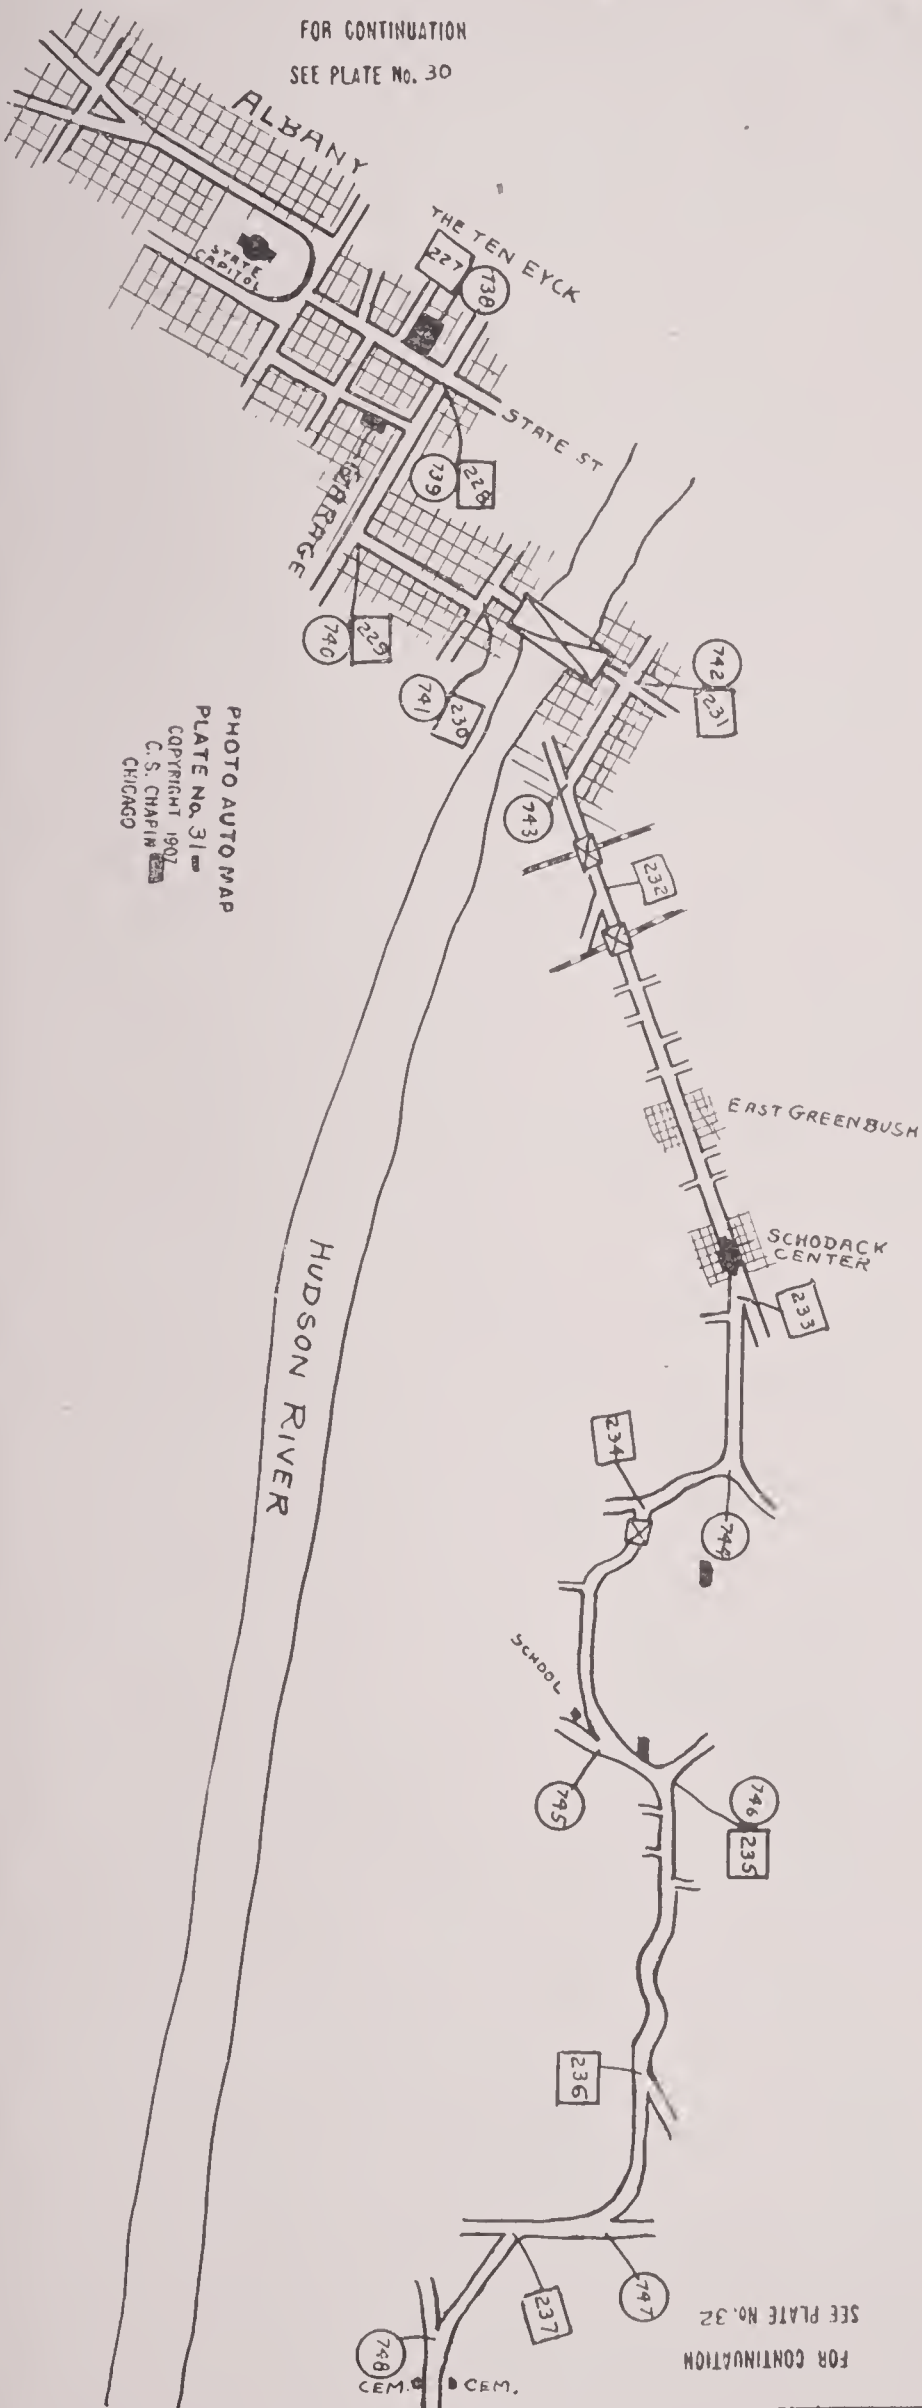 FOR CONTINUATION
SEE PLATE No. 30
ALBANY
STATE
CAPITOL
THE TEN EYCK
227
738
STATE ST
739
228
GARAGE
740
229
741
230
742
231
743
232
PHOTO AUTO MAP
PLATE No. 31
COPYRIGHT 1907
C. S. CHAPIN
CHICAGO
EAST GREENBUSH
SCHODACK
CENTER
233
HUDSON RIVER
234
744
SCHOOL
745
746
235
236
747
237
748
CEM.
CEM.
FOR CONTINUATION
SEE PLATE No. 32